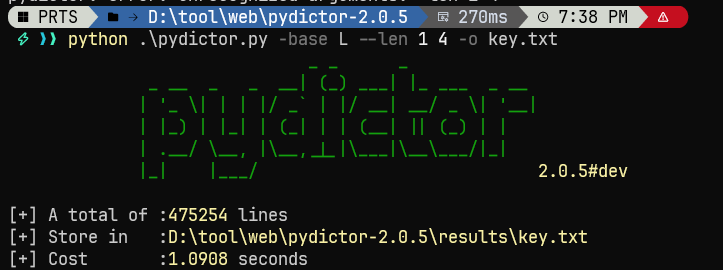 PRTS D:\tool\web\pydictor-2.0.5 270ms 7:38 PM
python .\pydictor.py -base L --len 1 4 -o key.txt
pydictor
2.0.5#dev
[+] A total of :475254 lines
[+] Store in :D:\tool\web\pydictor-2.0.5\results\key.txt
[+] Cost :1.0908 seconds